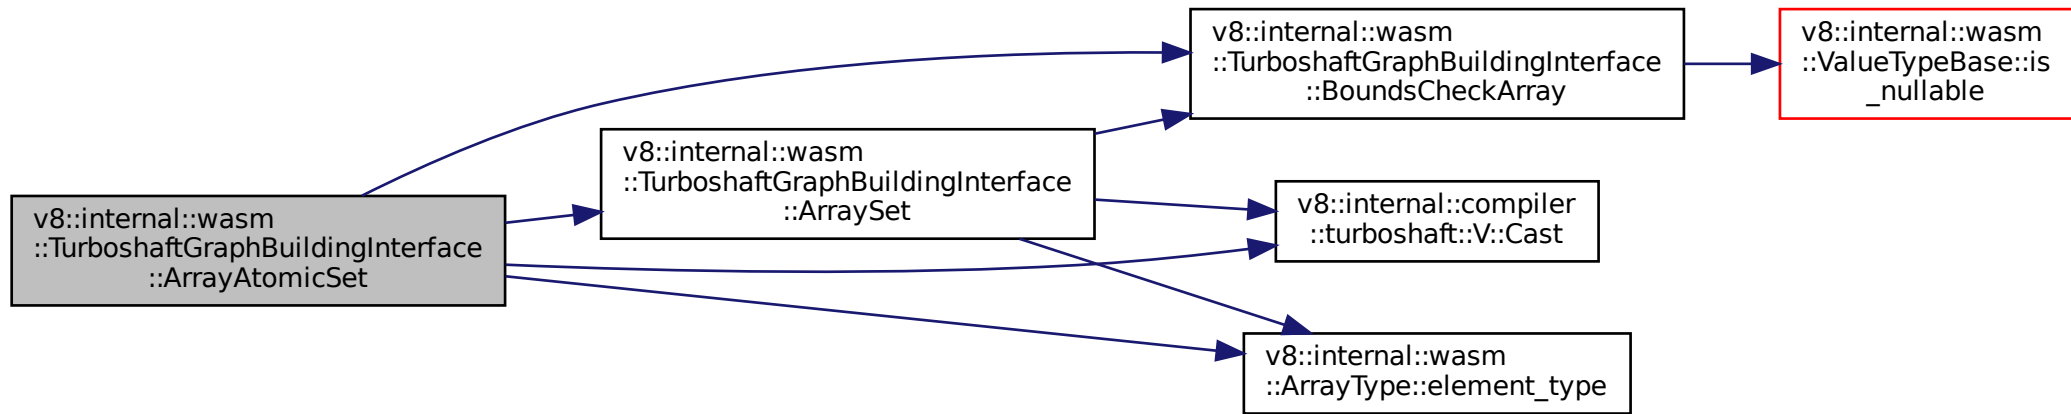 v8::internal::wasm
::TurboshaftGraphBuildingInterface
::ArrayAtomicSet
v8::internal::wasm
::TurboshaftGraphBuildingInterface
::ArraySet
v8::internal::wasm
::TurboshaftGraphBuildingInterface
::BoundsCheckArray
v8::internal::wasm
::ValueTypeBase::is
_nullable
v8::internal::compiler
::turboshaft::V::Cast
v8::internal::wasm
::ArrayType::element_type